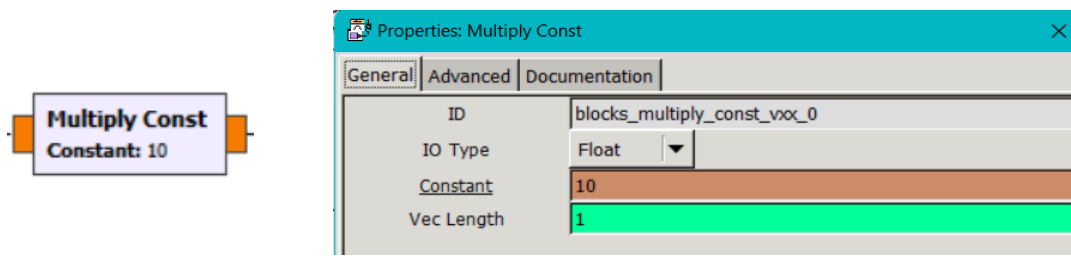 Multiply Const
Constant: 10
Properties: Multiply Const
General Advanced Documentation
ID blocks_multiply_const_vxx_0
IO Type Float
Constant 10
Vec Length 1